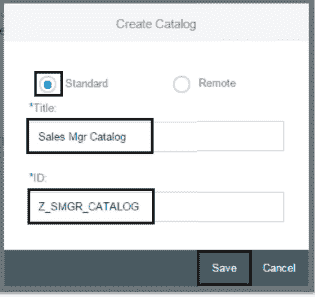 Create Catalog
Standard Remote
*Title:
Sales Mgr Catalog
*ID:
Z_SMGR_CATALOG
Save Cancel